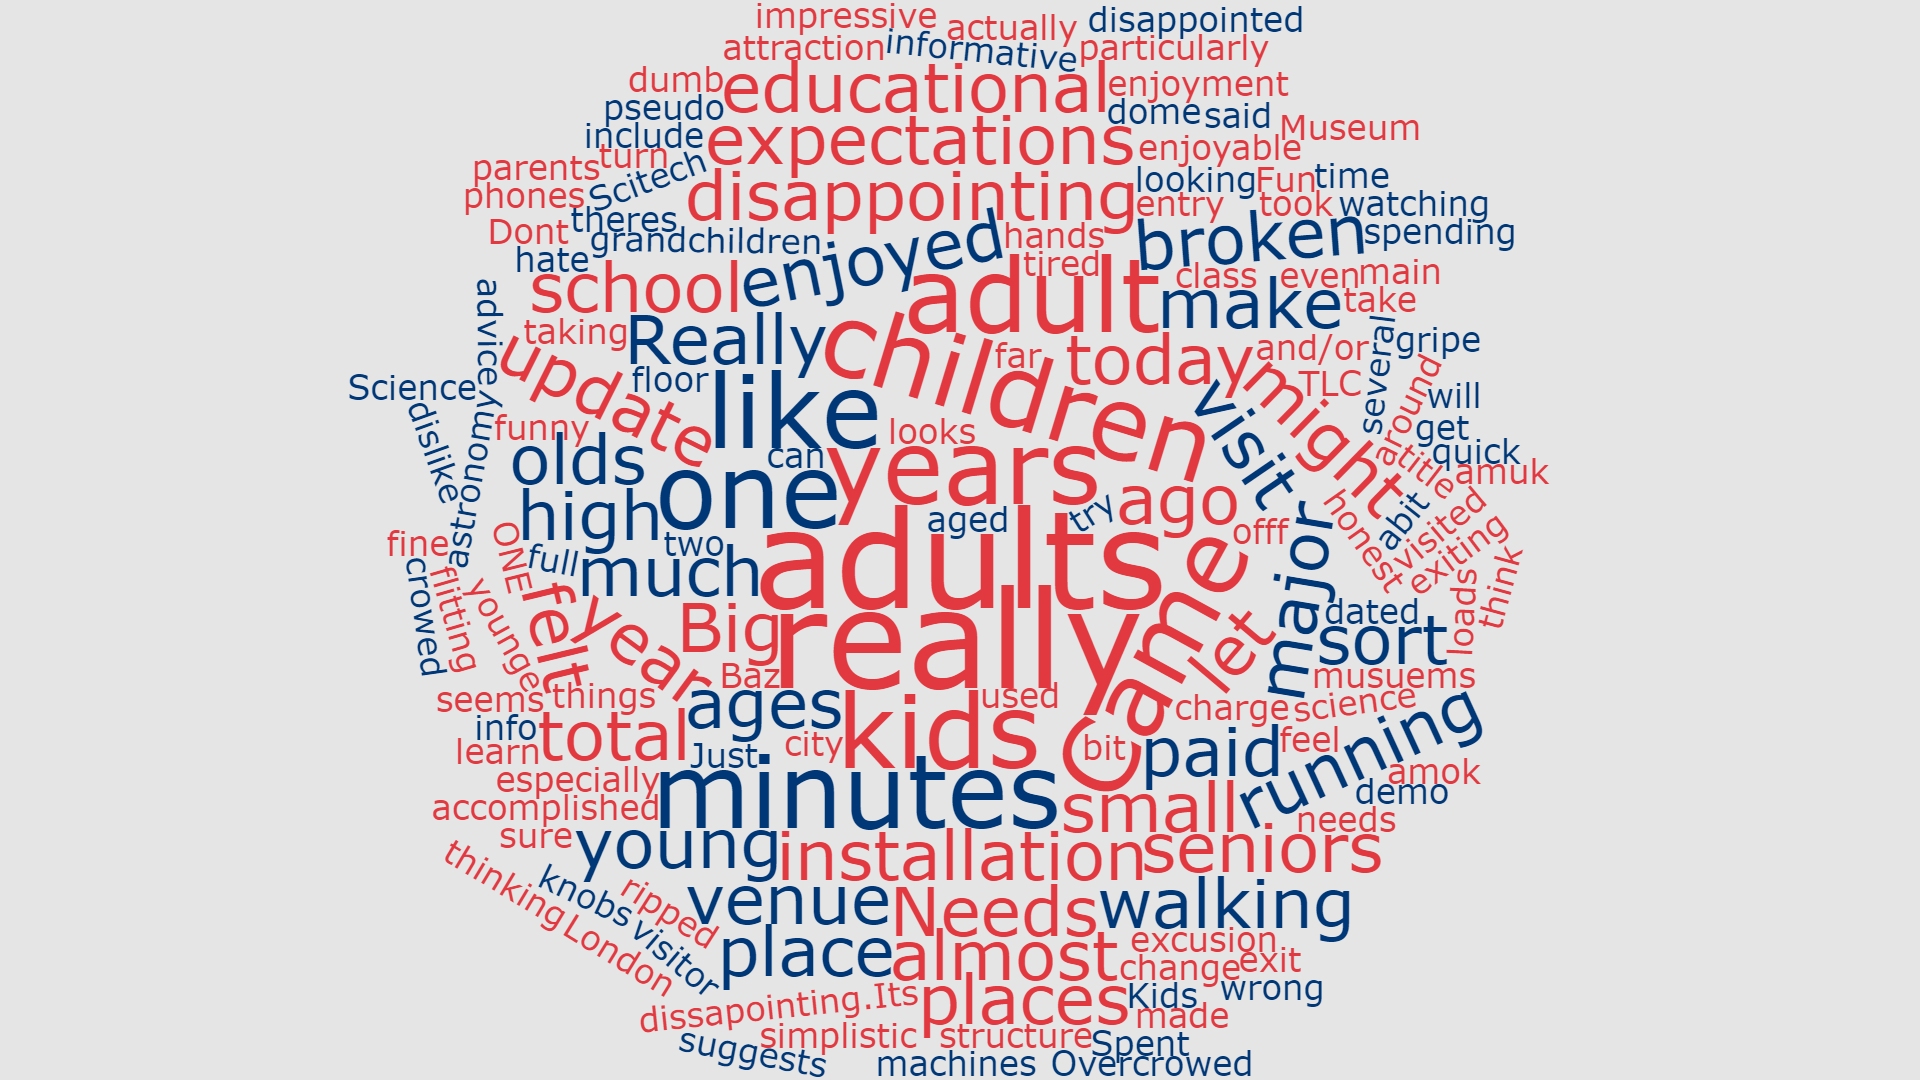 impressive
actually
disappointed
attraction
informative
particularly
dumb
educational
enjoyment
pseudo
dome
said
include
expectations
Museum
parents
turn
enjoyable
phones
Scitech
disappointing
looking
Fun
time
Dont
theres
entry
took
watching
grandchildren
enjoyed
hands
broken
spending
hate
tired
school
adult
class
even
main
advice
make
take
taking
Really
children
far
today
and/or
several
gripe
update
floor
Science
like
visit
might
TLC
around
will
dislike
astronomy
funny
looks
get
olds
can
years
quick
one
title
amuk
high
aged
try
ago
honest
abit
visited
fine
ONE
full
two
adults
offf
exiting
think
crowed
flitting
younge
felt
much
year
Big
really
Came
let
major
dated
sort
loads
Baz
musuems
seems
things
ages
used
charge
science
info
total
kids
running
learn
Just
city
bit
paid
feel
especially
minutes
amok
accomplished
small
demo
sure
young
installation
seniors
needs
thinking
knobs
ripped
venue
Needs
walking
London
visitor
place
almost
excusion
change
exit
dissapointing.Its
places
Kids
wrong
simplistic
structure
made
suggests
Spent
machines
Overcrowed